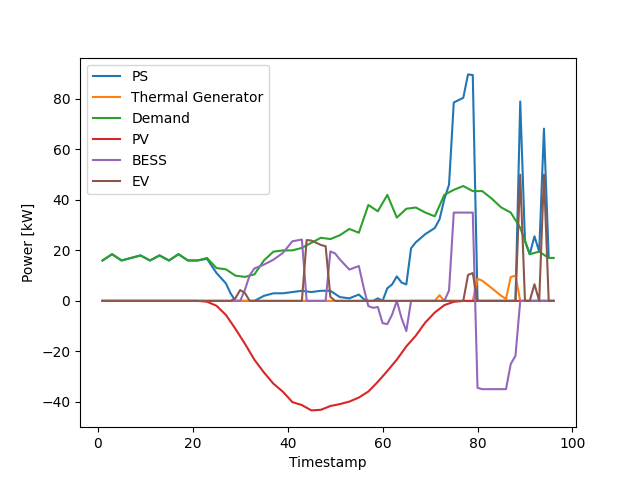 PS
Thermal Generator
Demand
PV
BESS
EV
Power [kW]
80
60
40
20
0
−20
−40
0 20 40 60 80 100
Timestamp